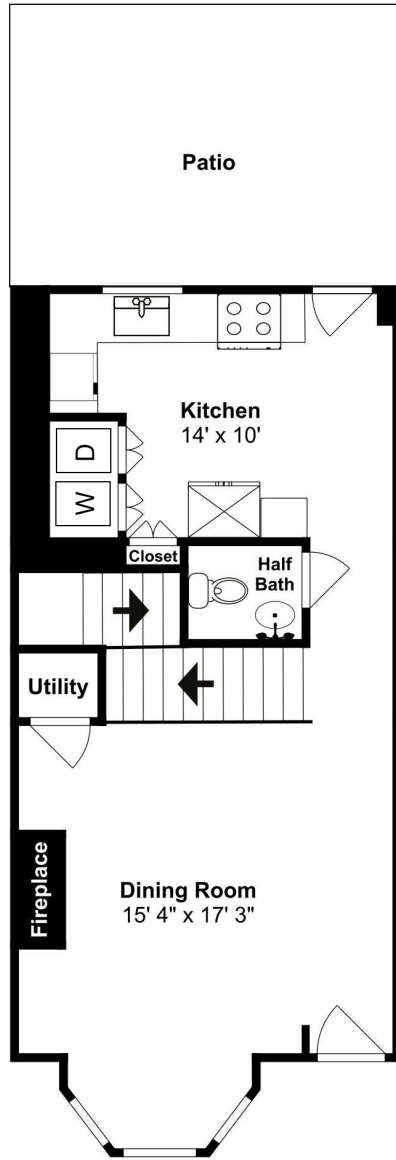 Patio
Kitchen
14' x 10'
D
W
Closet
Half
Bath
Utility
Fireplace
Dining Room
15' 4" x 17' 3"